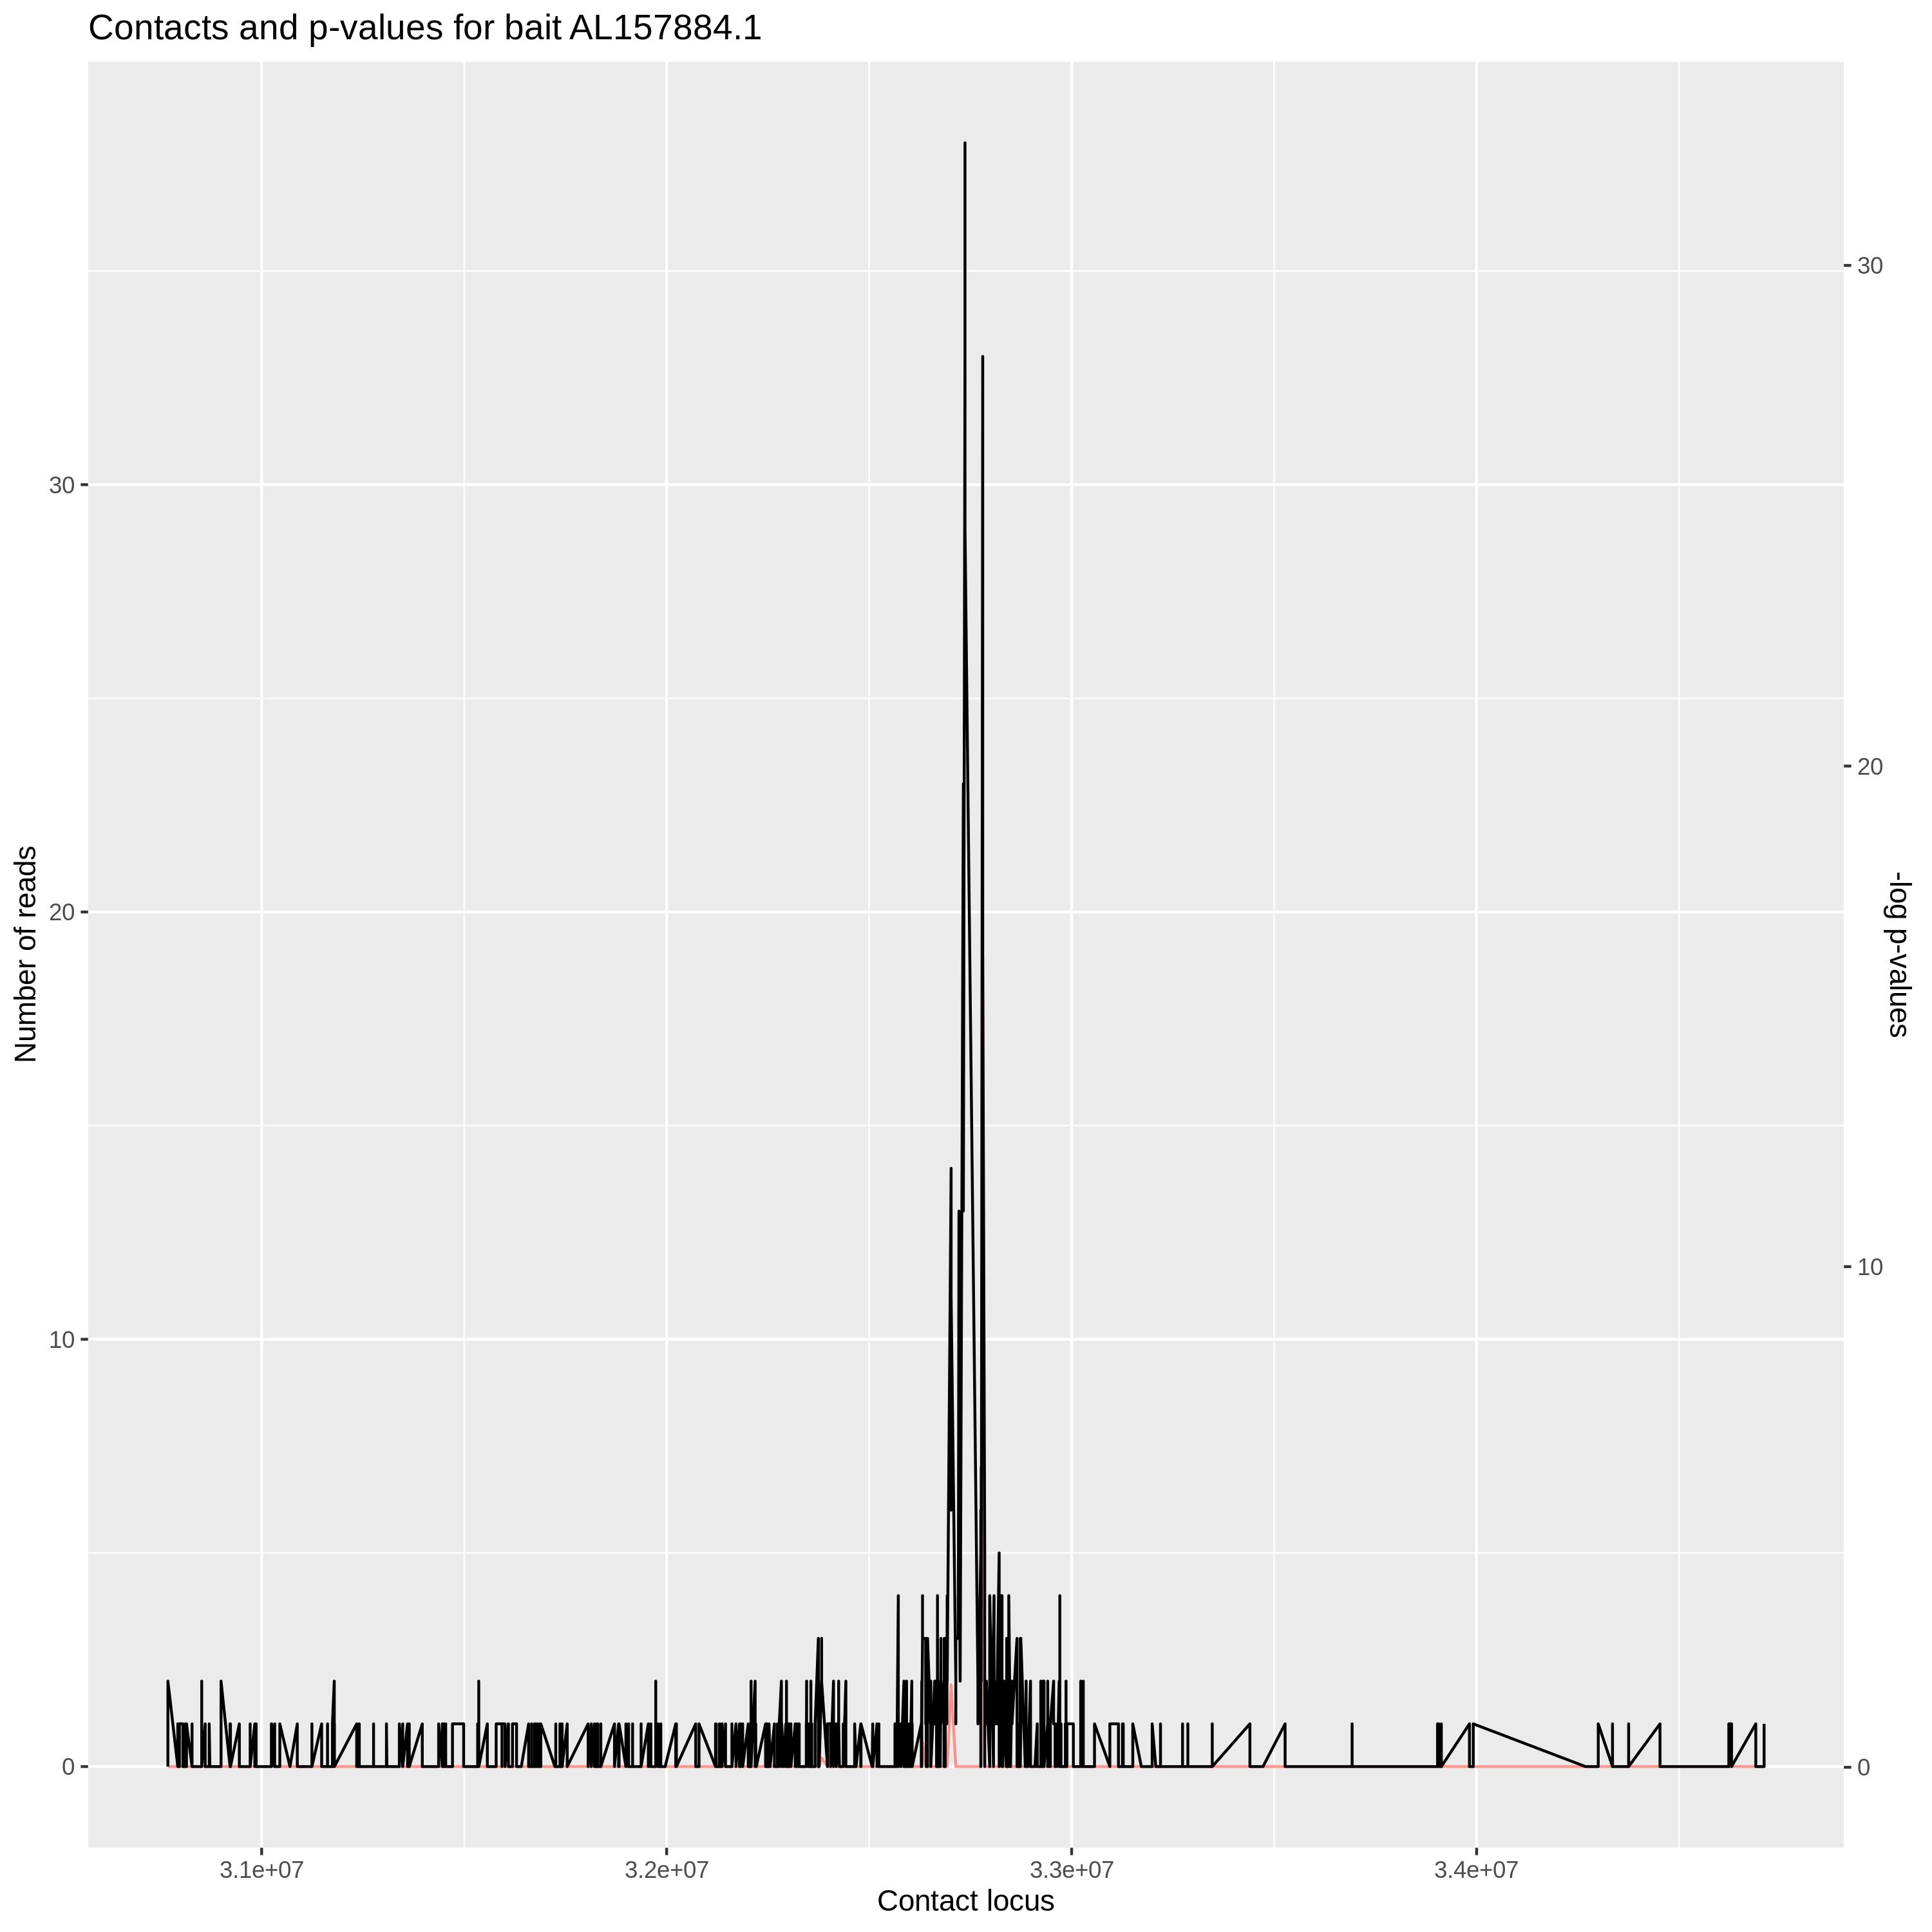 Contacts and p-values for bait AL157884.1
30
20
10
0
Number of reads
30
20
10
0
-log p-values
3.1e+07
3.2e+07
3.3e+07
3.4e+07
Contact locus